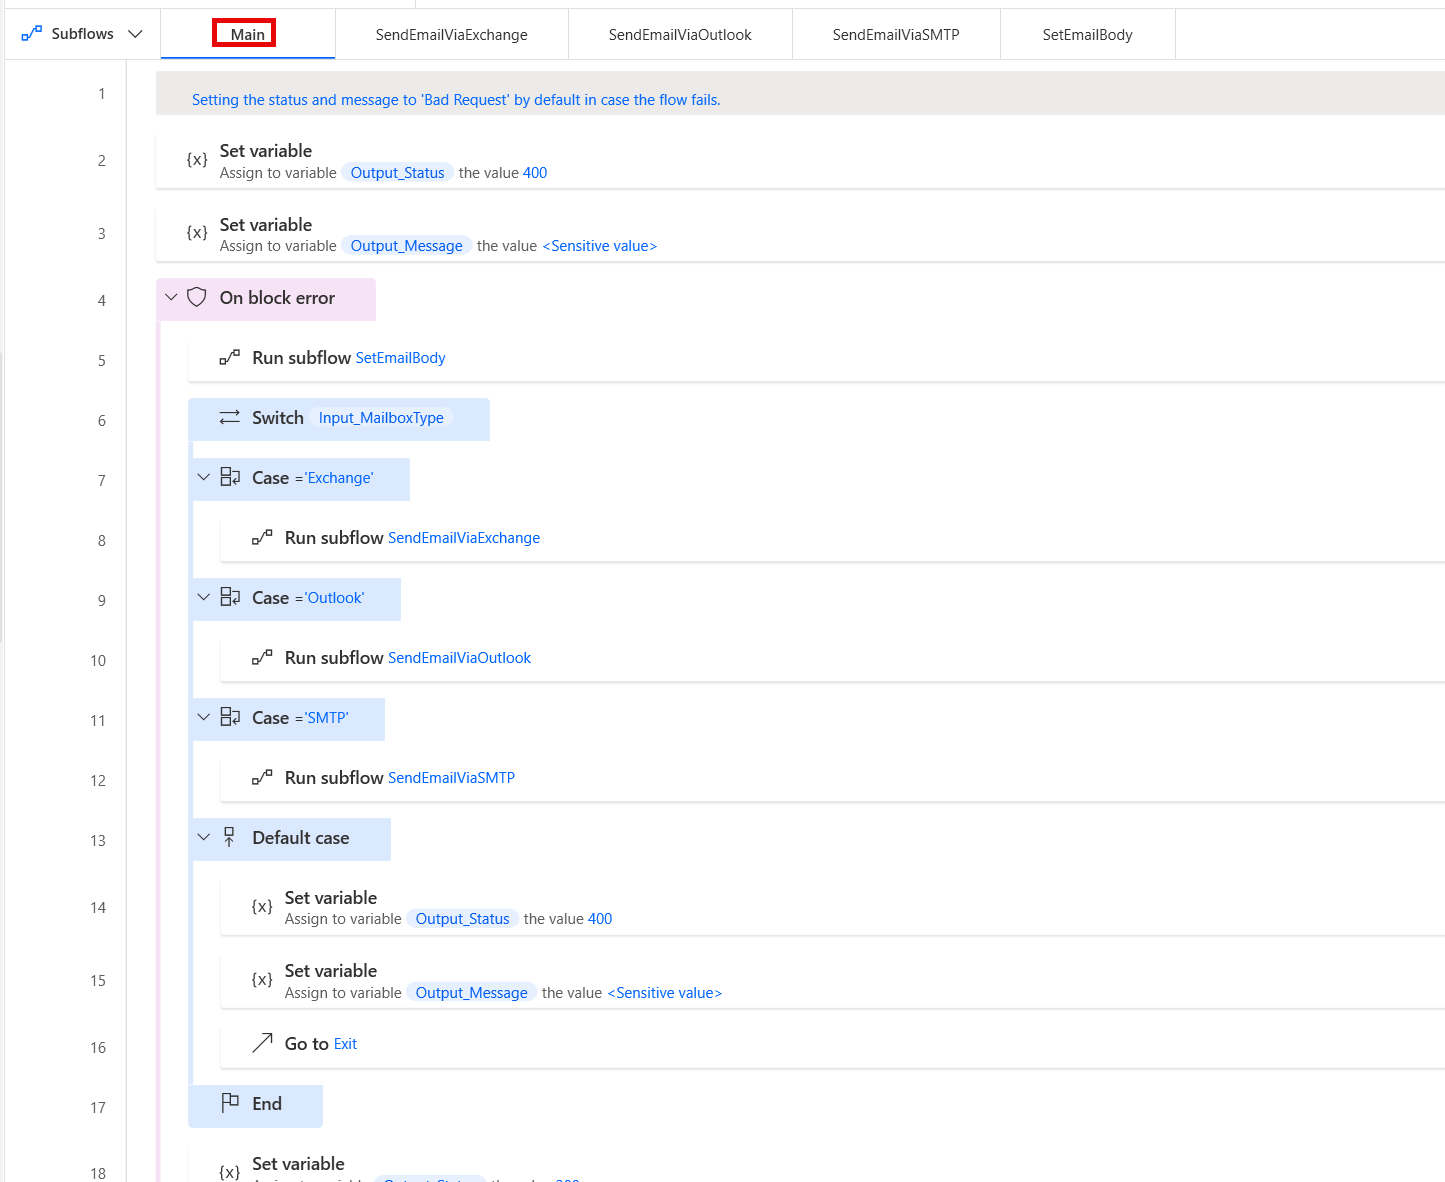 Subflows
Main
SendEmailViaExchange
SendEmailViaOutlook
SendEmailViaSMTP
SetEmailBody
1
Setting the status and message to 'Bad Request' by default in case the flow fails.
2
{x}
Set variable
Assign to variable Output_Status the value 400
3
{x}
Set variable
Assign to variable Output_Message the value <Sensitive value>
4
On block error
5
Run subflow SetEmailBody
6
Switch Input_MailboxType
7
Case ='Exchange'
8
Run subflow SendEmailViaExchange
9
Case ='Outlook'
10
Run subflow SendEmailViaOutlook
11
Case ='SMTP'
12
Run subflow SendEmailViaSMTP
13
Default case
14
{x}
Set variable
Assign to variable Output_Status the value 400
15
{x}
Set variable
Assign to variable Output_Message the value <Sensitive value>
16
Go to Exit
17
End
18
{x}
Set variable